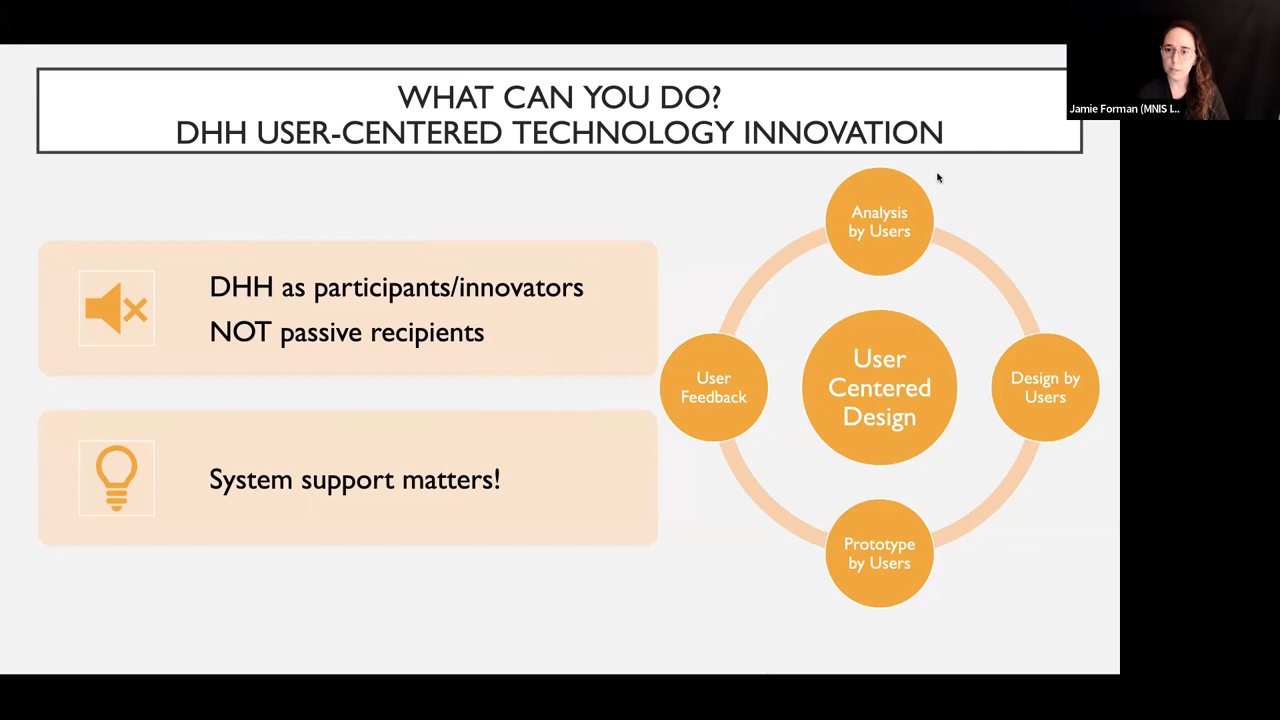 WHAT CAN YOU DO?
DHH USER-CENTERED TECHNOLOGY INNOVATION
Jamie Forman (MNIS I...
DHH as participants/innovators
NOT passive recipients
System support matters!
Analysis
by Users
User
Feedback
User
Centered
Design
Design by
Users
Prototype
by Users